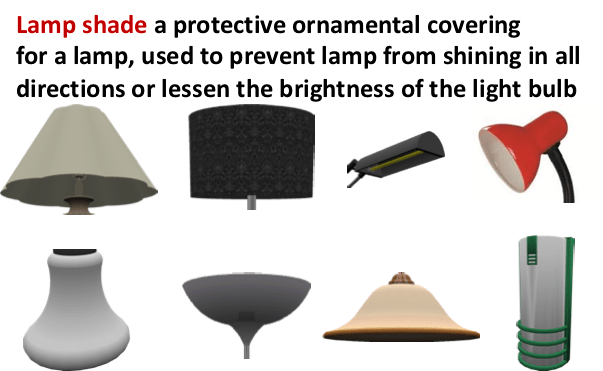 Lamp shade a protective ornamental covering
for a lamp, used to prevent lamp from shining in all
directions or lessen the brightness of the light bulb